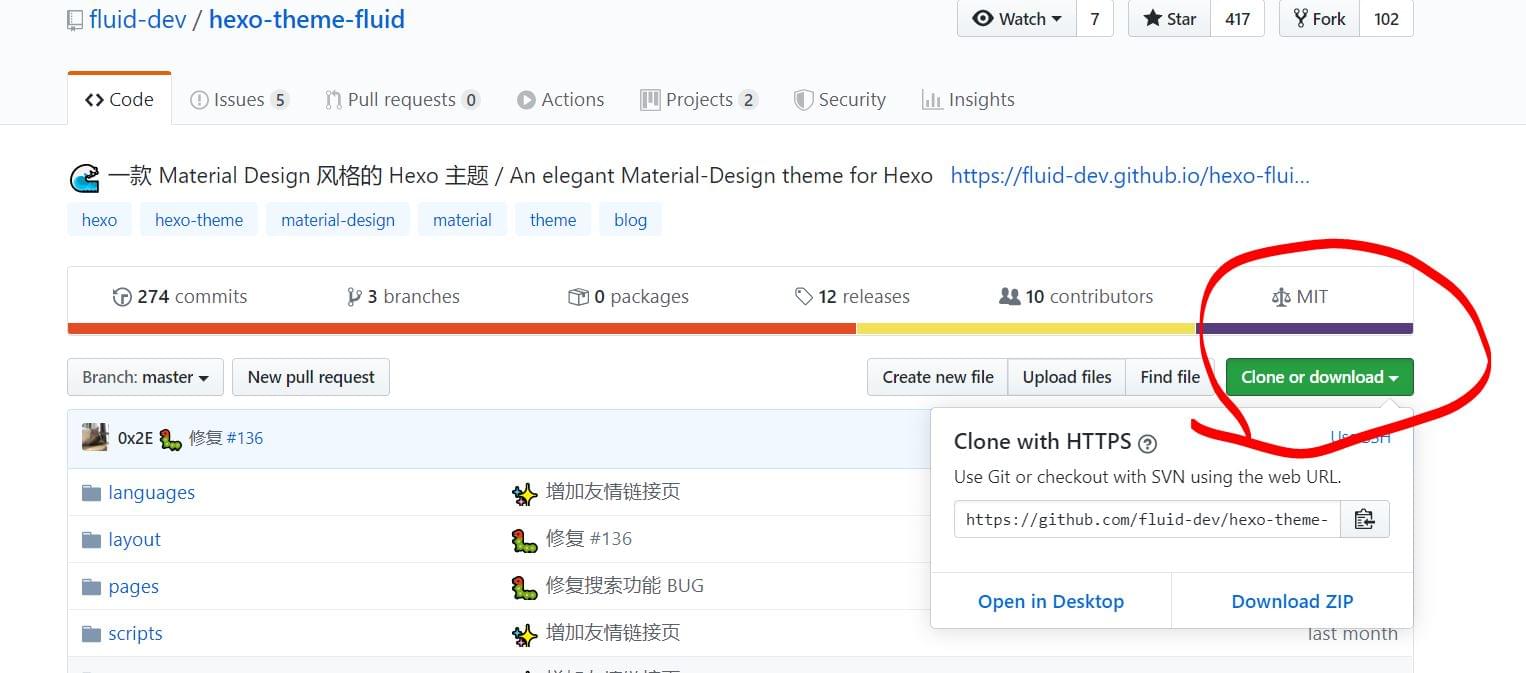 fluid-dev / hexo-theme-fluid Watch 7 Star 417 Fork 102
Code Issues 5 Pull requests 0 Actions Projects 2 Security Insights
一款 Material Design 风格的 Hexo 主题 / An elegant Material-Design theme for Hexo https://fluid-dev.github.io/hexo-flui...
hexo hexo-theme material-design material theme blog
274 commits 3 branches 0 packages 12 releases 10 contributors MIT
Branch: master New pull request Create new file Upload files Find file Clone or download
0x2E 修复 #136
Clone with HTTPS Use SSH
Use Git or checkout with SVN using the web URL.
languages 增加友情链接页
https://github.com/fluid-dev/hexo-theme-
layout 修复 #136
pages 修复搜索功能 BUG
Open in Desktop Download ZIP
scripts 增加友情链接页 last month